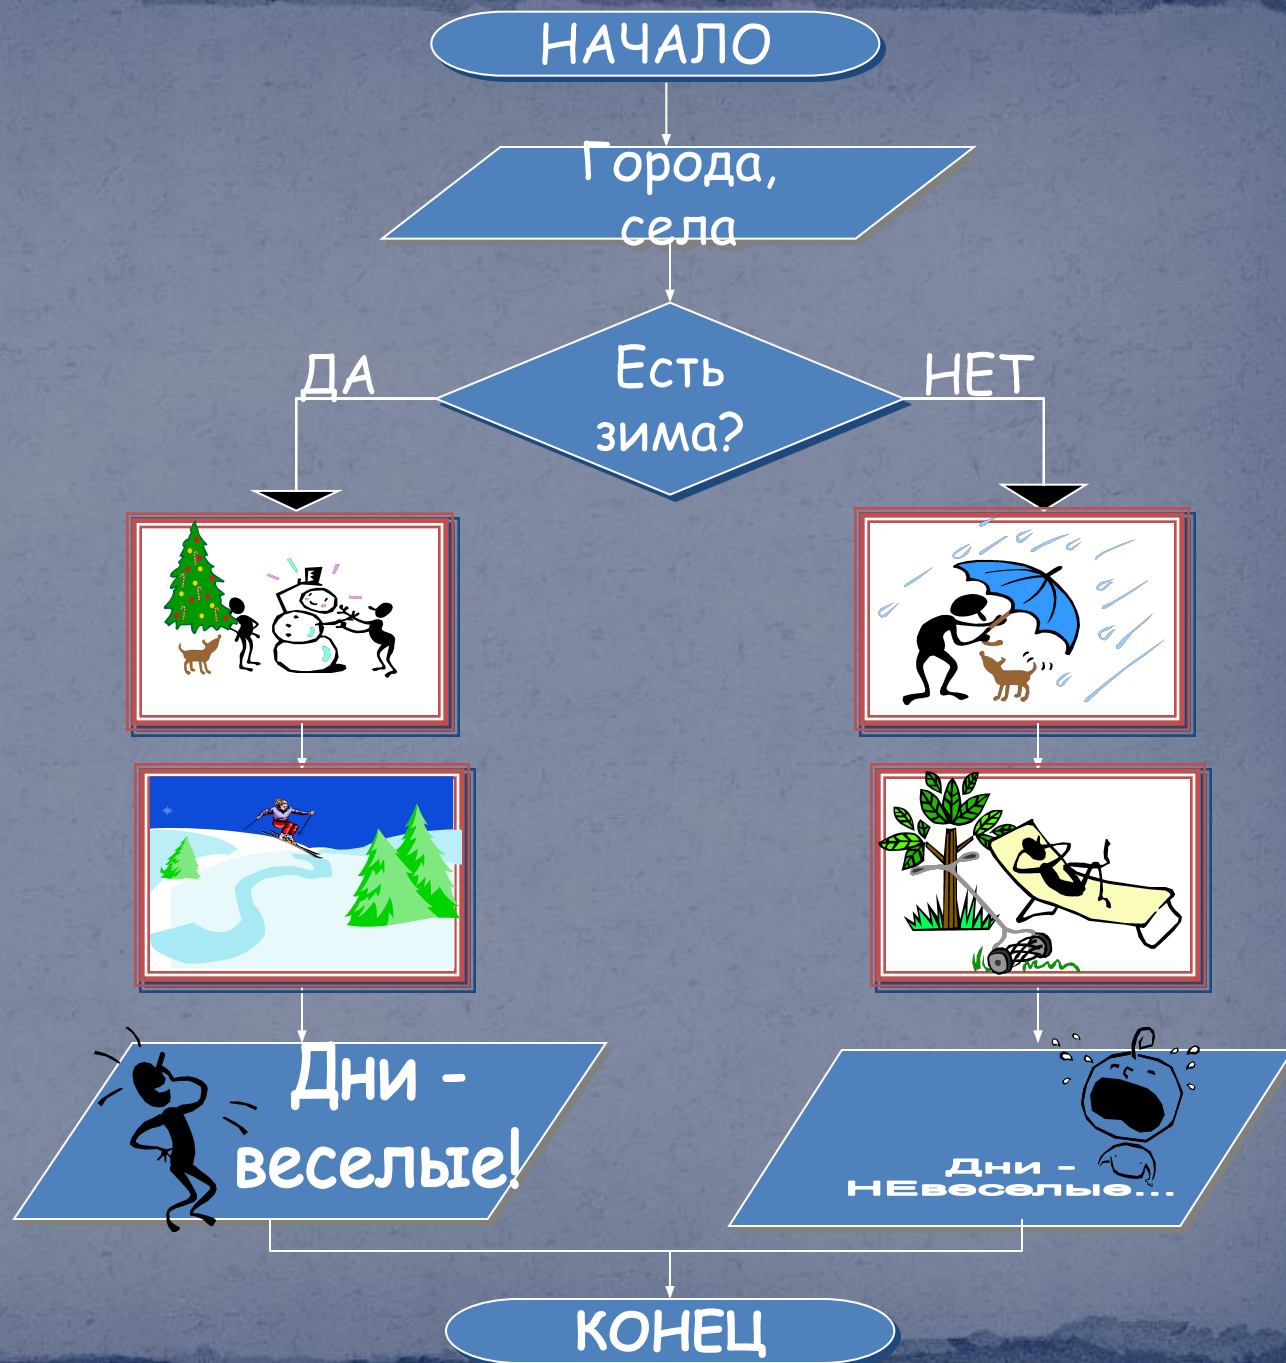 НАЧАЛО
Города,
села
Есть
зима?
ДА
НЕТ
Дни -
веселые!
Дни -
НЕвеселые...
КОНЕЦ